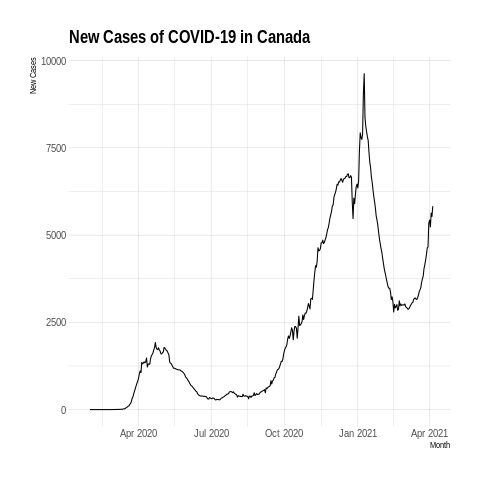 New Cases of COVID-19 in Canada
New Cases
10000
7500
5000
2500
0
Apr 2020 Jul 2020 Oct 2020 Jan 2021 Apr 2021
Month